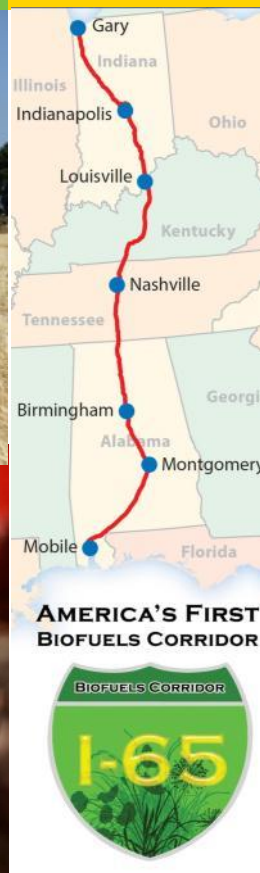 Gary
Indiana
Illinois
Indianapolis
Ohio
Louisville
Kentucky
Nashville
Tennessee
Birmingham
Georgi
Alabama
Montgomery
Mobile
Florida
AMERICA'S FIRST
BIOFUELS CORRIDOR
BIOFUELS CORRIDOR
I-65